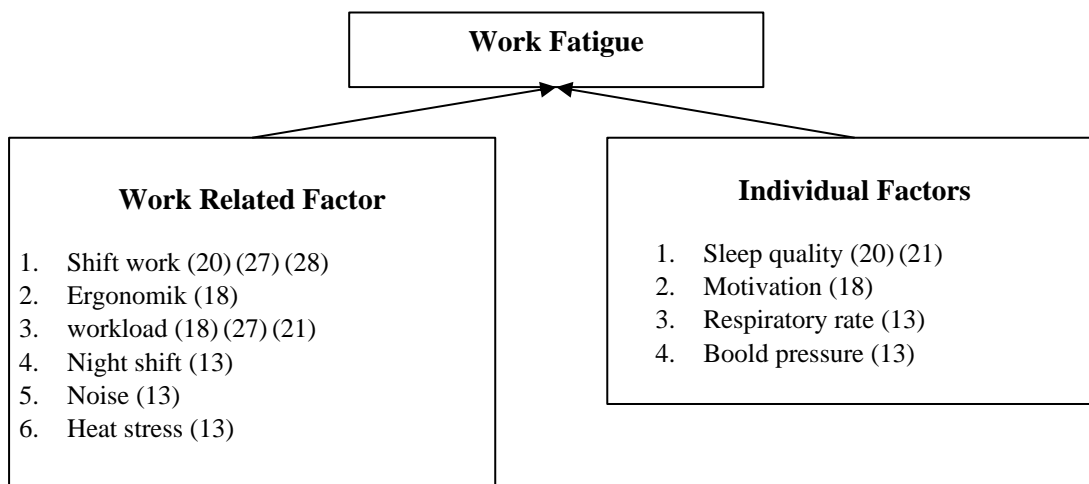 Work Fatigue
Work Related Factor
1. Shift work (20) (27) (28)
2. Ergonomik (18)
3. workload (18) (27) (21)
4. Night shift (13)
5. Noise (13)
6. Heat stress (13)
Individual Factors
1. Sleep quality (20) (21)
2. Motivation (18)
3. Respiratory rate (13)
4. Boold pressure (13)